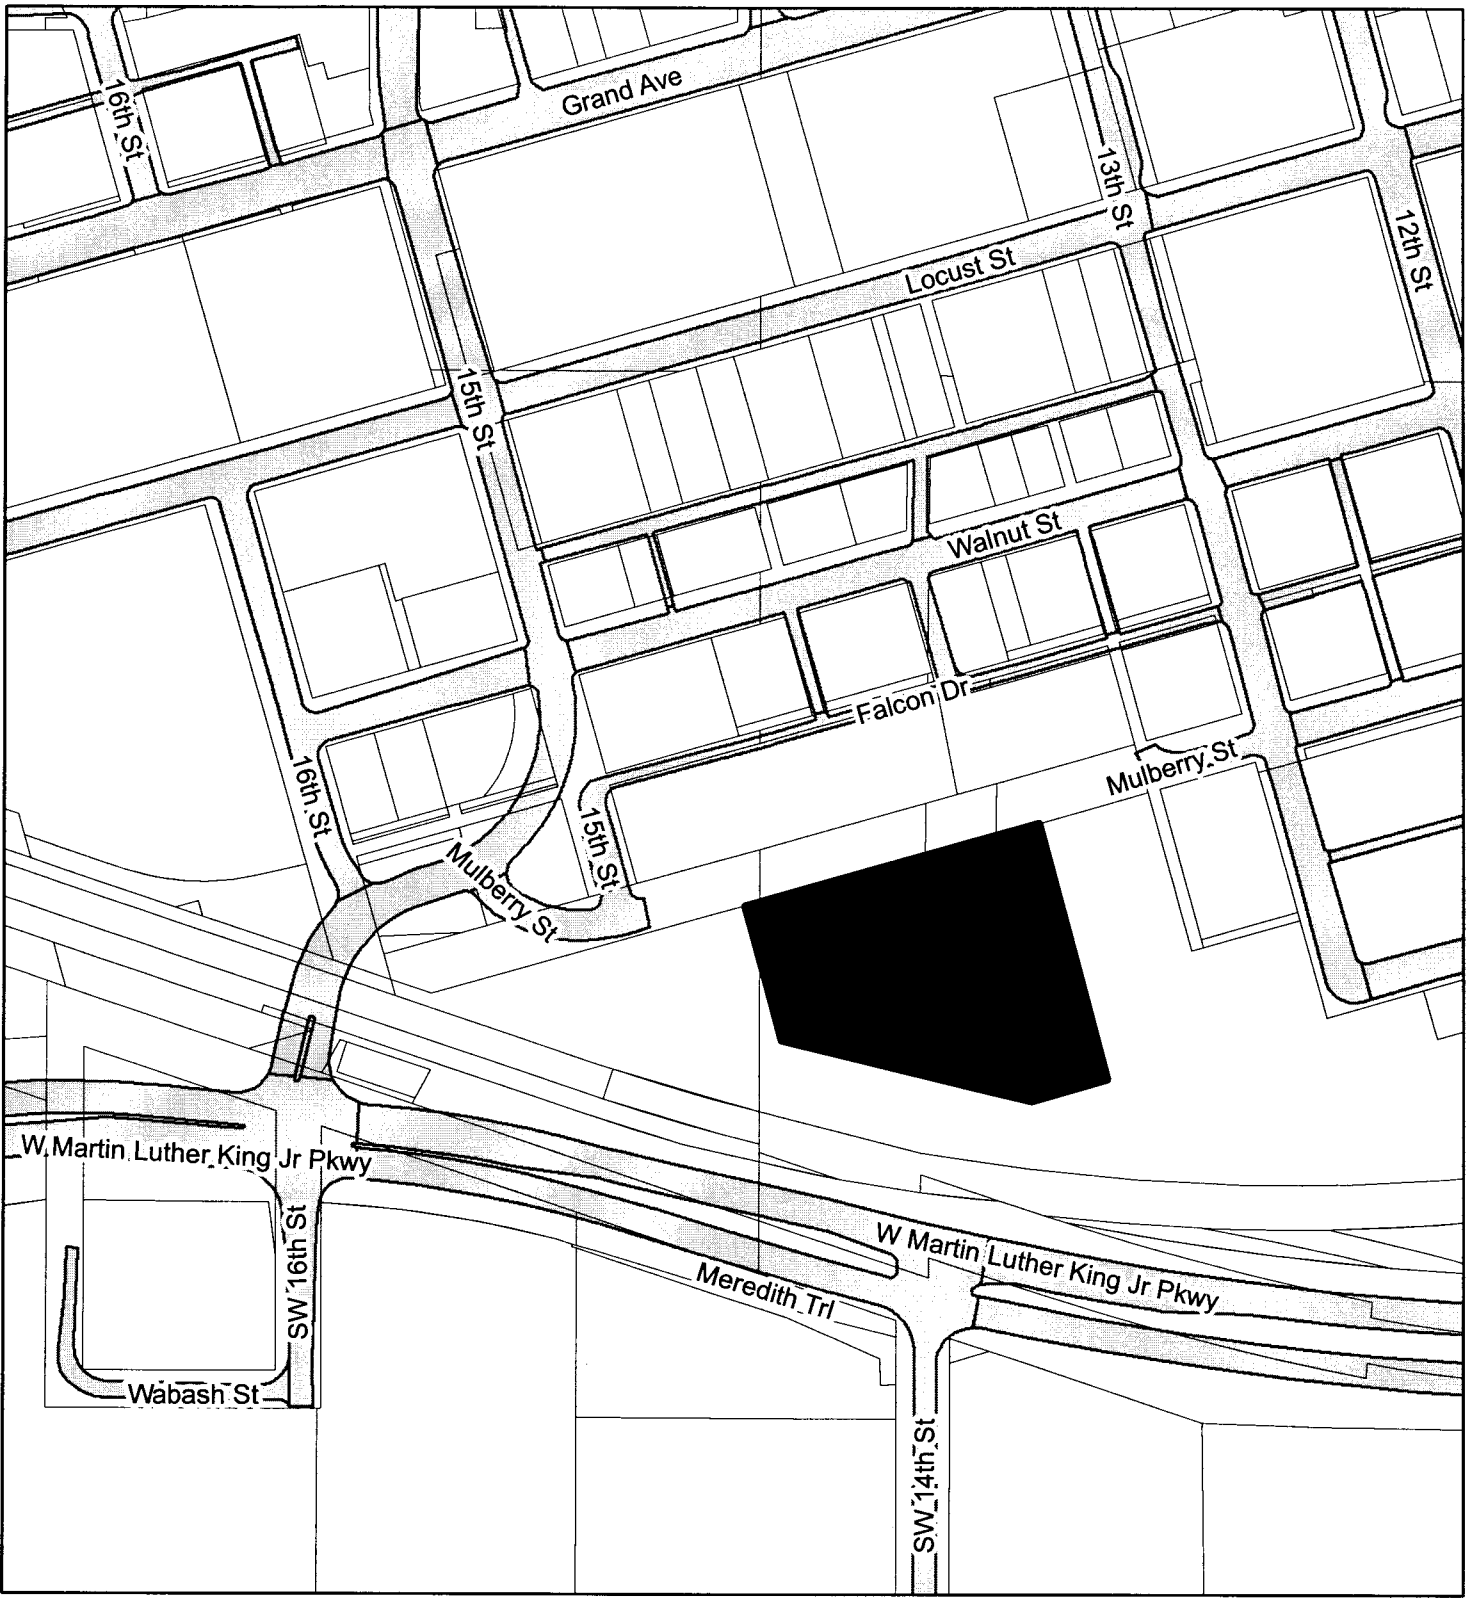 Grand Ave
16th St
13th St
12th St
Locust St
15th St
Walnut St
Falcon Dr
Mulberry St
16th St
15th St
Mulberry St
W Martin Luther King Jr Pkwy
SW 16th St
W Martin Luther King Jr Pkwy
Meredith Trl
Wabash St
SW 14th St